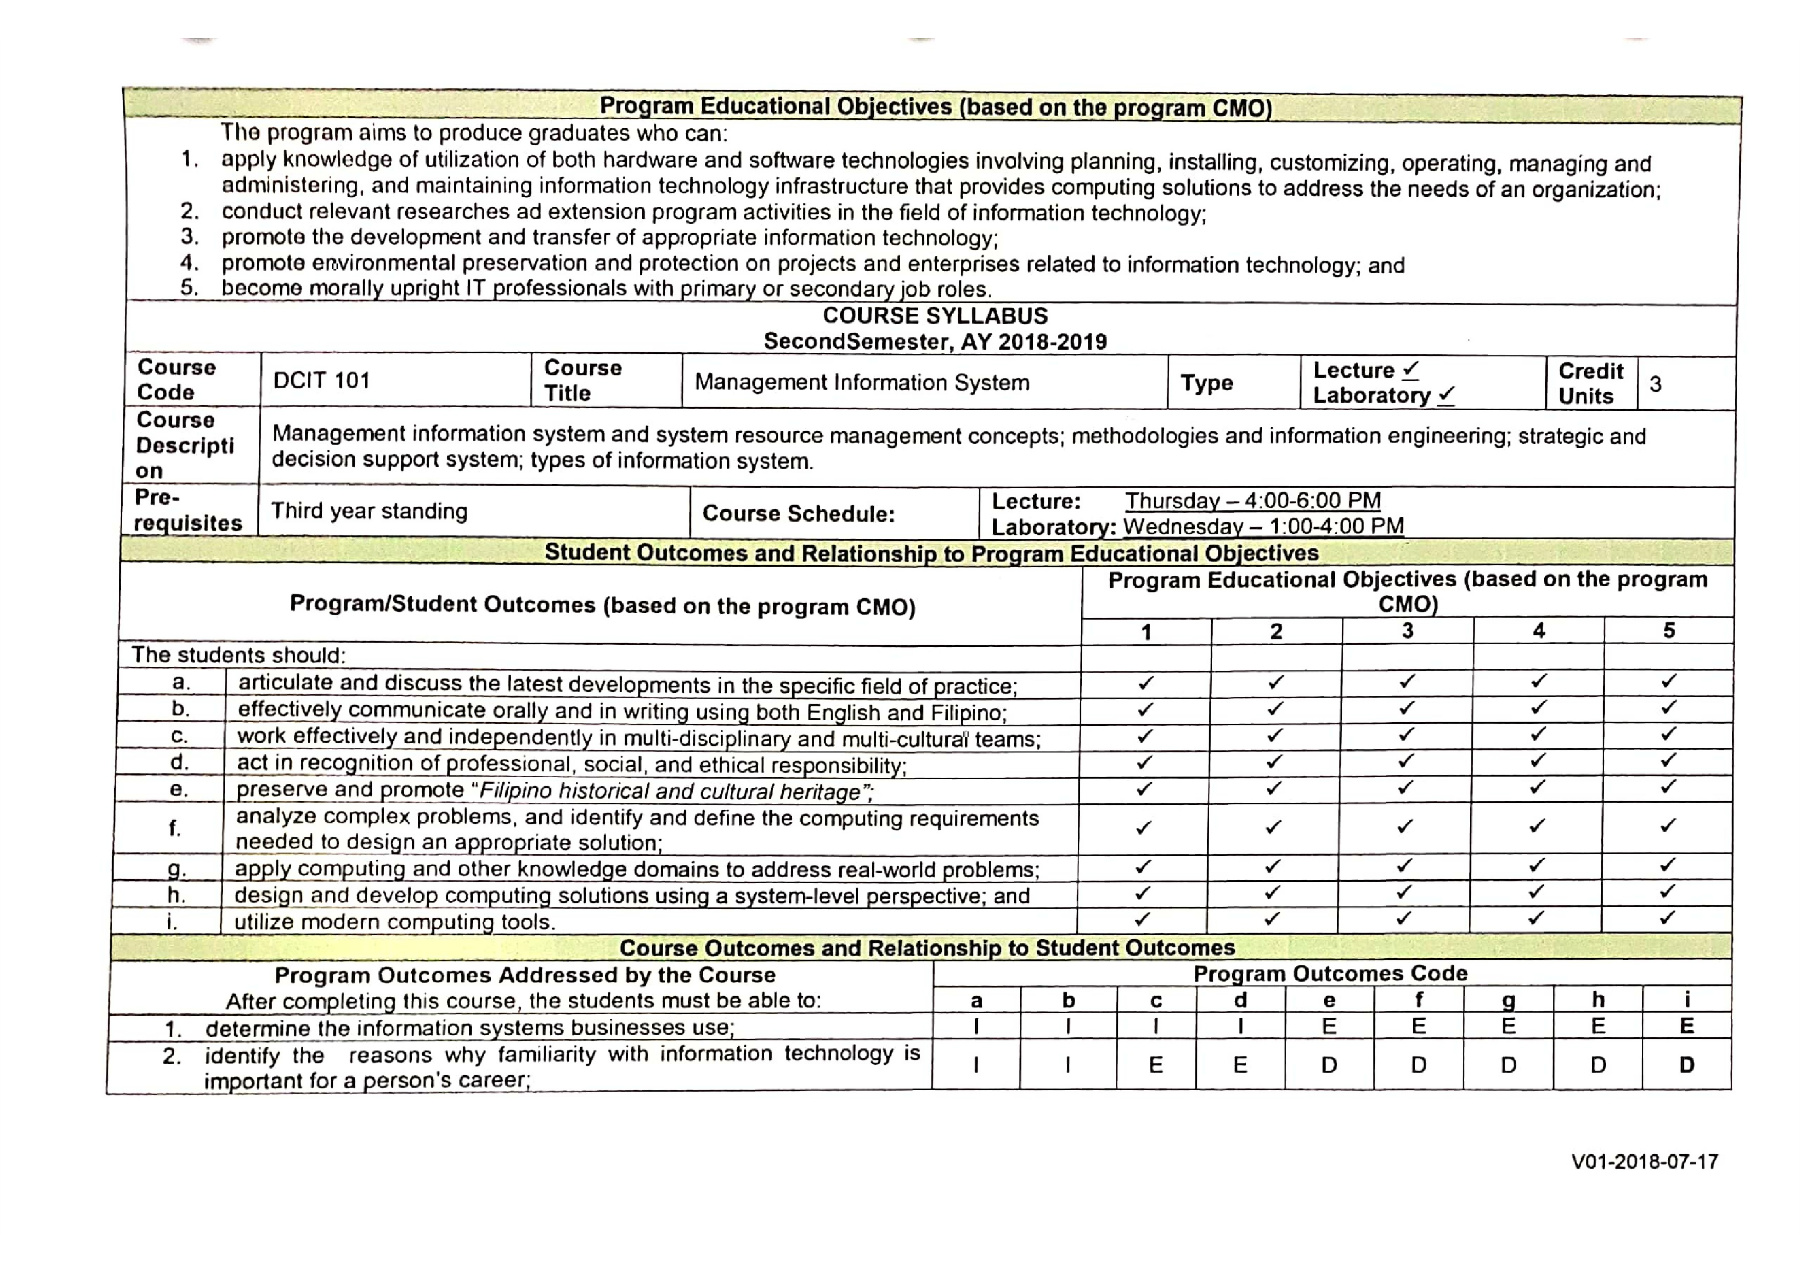 Program Educational Objectives (based on the program CMO)
The program aims to produce graduates who can:
1. apply knowledge of utilization of both hardware and software technologies involving planning, installing, customizing, operating, managing and
administering, and maintaining information technology infrastructure that provides computing solutions to address the needs of an organization;
2. conduct relevant researches ad extension program activities in the field of information technology;
3. promote the development and transfer of appropriate information technology;
4. promote environmental preservation and protection on projects and enterprises related to information technology; and
5. become morally upright IT professionals with primary or secondary job roles.
COURSE SYLLABUS
SecondSemester, AY 2018-2019
Course Code DCIT 101 Course Title Management Information System Type Lecture ✓ Laboratory ✓ Credit Units 3
Course
Descripti
on
Management information system and system resource management concepts; methodologies and information engineering; strategic and
decision support system; types of information system.
Pre-
requisites
Third year standing Course Schedule:
Lecture: Thursday – 4:00-6:00 PM
Laboratory: Wednesday – 1:00-4:00 PM
Student Outcomes and Relationship to Program Educational Objectives
Program/Student Outcomes (based on the program CMO)
Program Educational Objectives (based on the program
CMO)
1 2 3 4 5
The students should:
a. articulate and discuss the latest developments in the specific field of practice; ✓ ✓ ✓ ✓ ✓
b. effectively communicate orally and in writing using both English and Filipino; ✓ ✓ ✓ ✓ ✓
c. work effectively and independently in multi-disciplinary and multi-cultural teams; ✓ ✓ ✓ ✓ ✓
d. act in recognition of professional, social, and ethical responsibility; ✓ ✓ ✓ ✓ ✓
e. preserve and promote “Filipino historical and cultural heritage”; ✓ ✓ ✓ ✓ ✓
f. analyze complex problems, and identify and define the computing requirements
needed to design an appropriate solution; ✓ ✓ ✓ ✓ ✓
g. apply computing and other knowledge domains to address real-world problems; ✓ ✓ ✓ ✓ ✓
h. design and develop computing solutions using a system-level perspective; and ✓ ✓ ✓ ✓ ✓
i. utilize modern computing tools. ✓ ✓ ✓ ✓ ✓
Course Outcomes and Relationship to Student Outcomes
Program Outcomes Addressed by the Course Program Outcomes Code
After completing this course, the students must be able to: a b c d e f g h i
1. determine the information systems businesses use; I I I I E E E E E
2. identify the reasons why familiarity with information technology is
important for a person's career; I I E E D D D D D
V01-2018-07-17